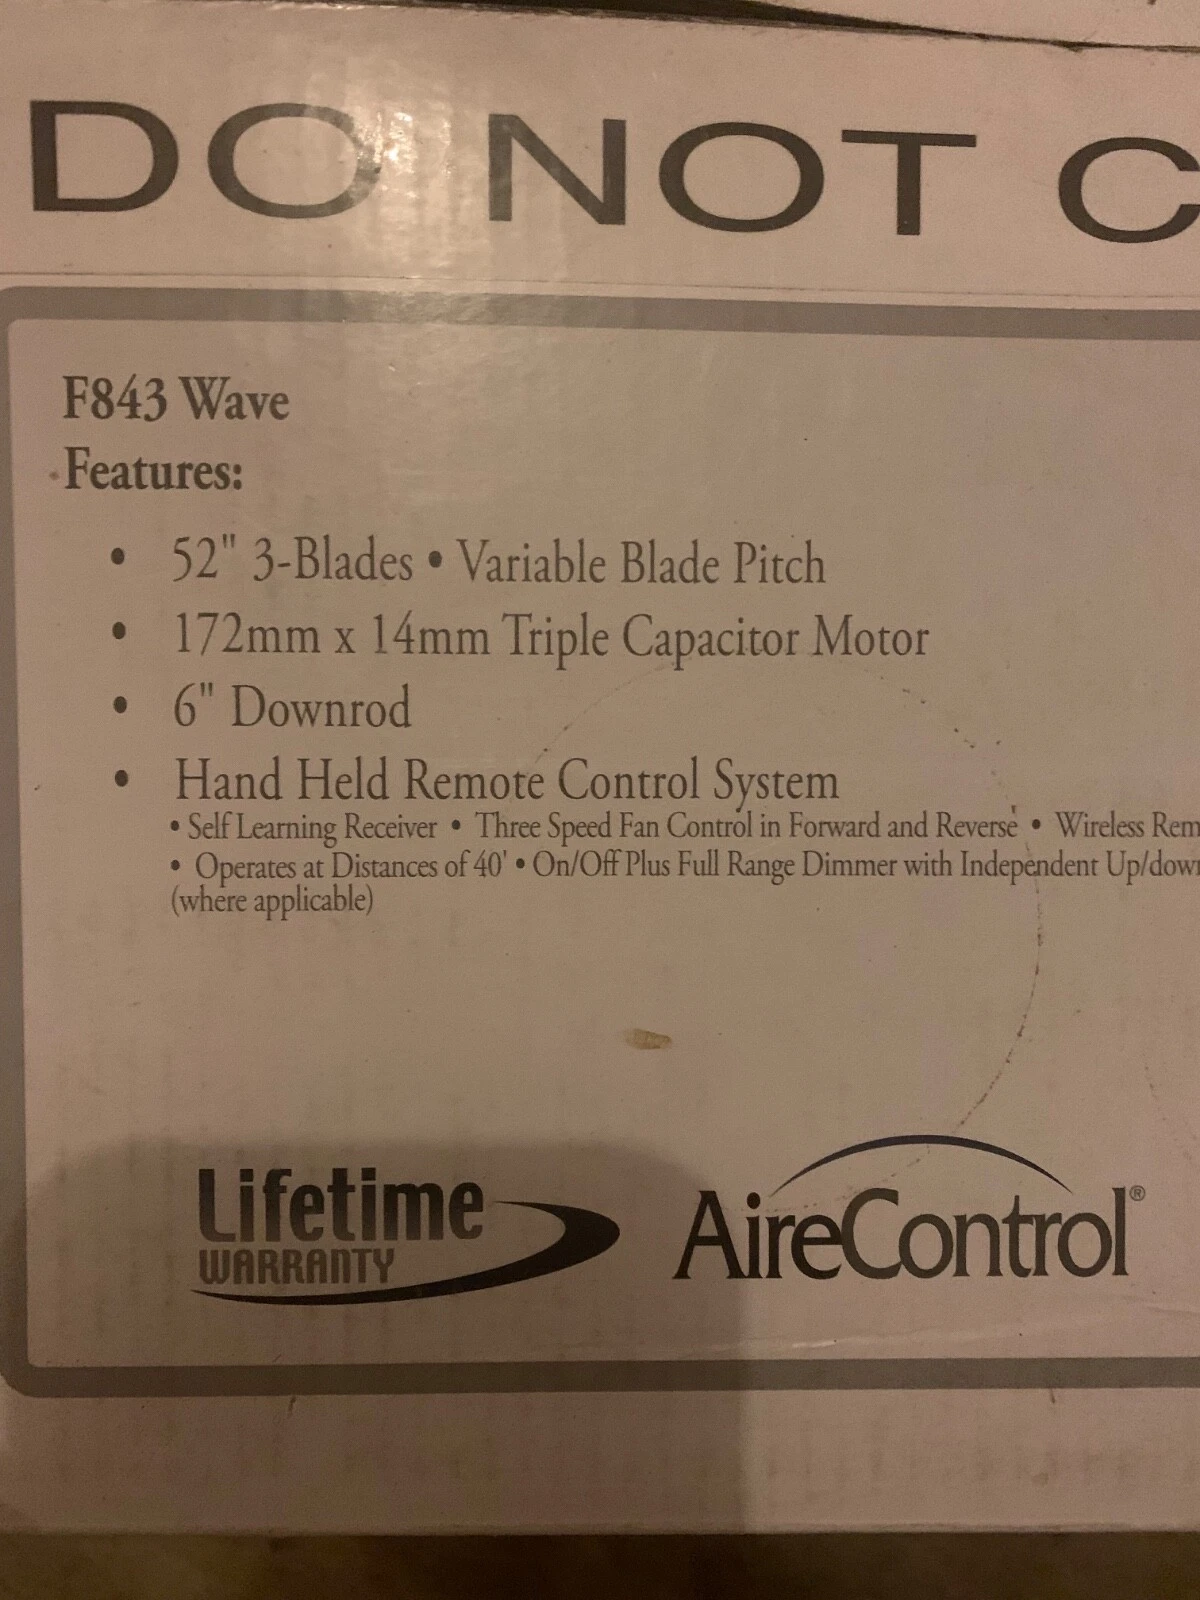 DO NOT C
F843 Wave
Features:
• 52" 3-Blades • Variable Blade Pitch
• 172mm x 14mm Triple Capacitor Motor
• 6" Downrod
• Hand Held Remote Control System
• Self Learning Receiver • Three Speed Fan Control in Forward and Reverse • Wireless Rem
• Operates at Distances of 40' • On/Off Plus Full Range Dimmer with Independent Up/down
(where applicable)
Lifetime
WARRANTY
AireControl®